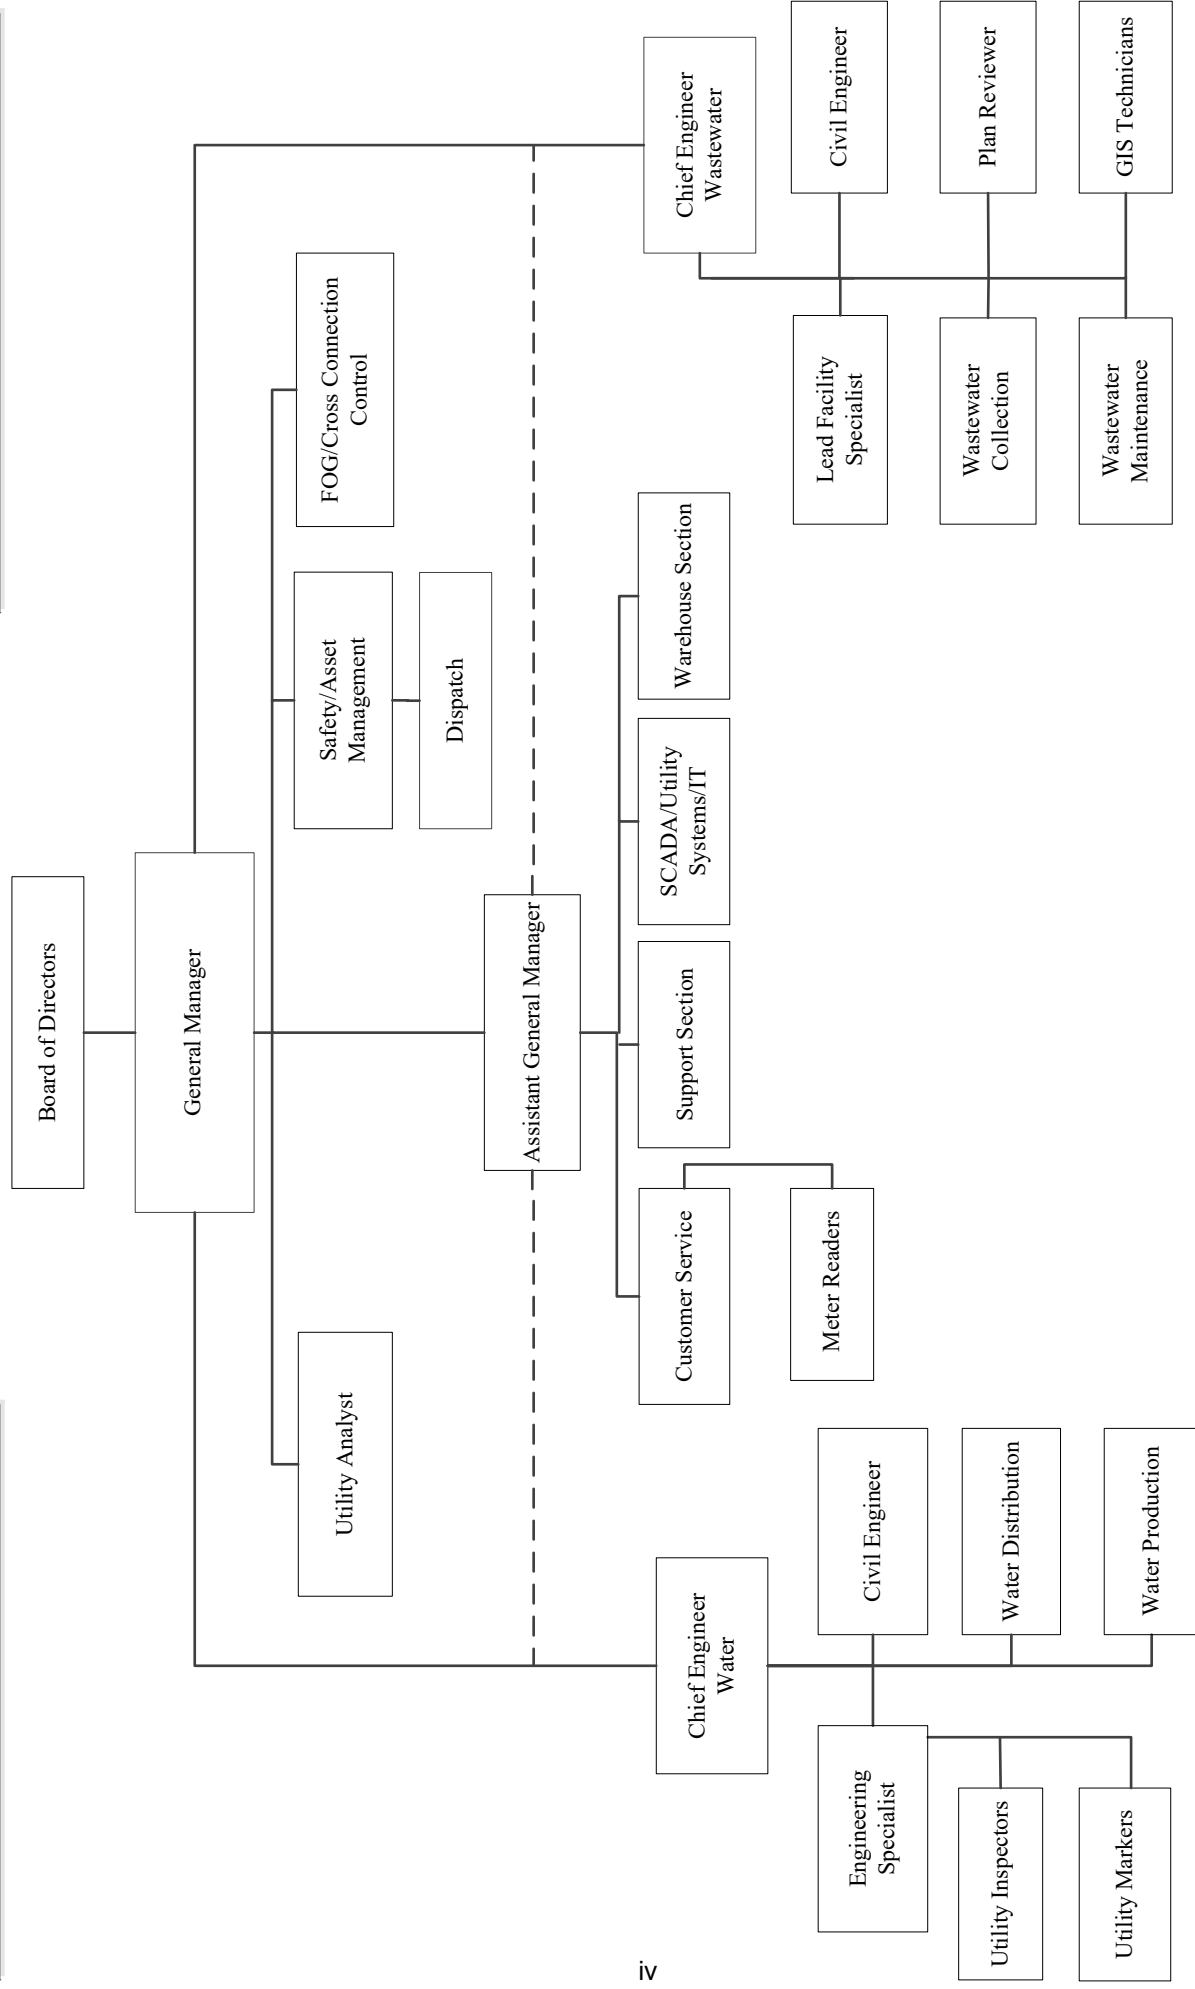 Board of Directors
General Manager
Utility Analyst
Safety/Asset
Management
FOG/Cross Connection
Control
Dispatch
Assistant General Manager
Chief Engineer
Water
Customer Service
Support Section
SCADA/Utility
Systems/IT
Warehouse Section
Chief Engineer
Wastewater
Meter Readers
Engineering
Specialist
Civil Engineer
Lead Facility
Specialist
Civil Engineer
Utility Inspectors
Water Distribution
Wastewater
Collection
Plan Reviewer
Utility Markers
Water Production
Wastewater
Maintenance
GIS Technicians
iv